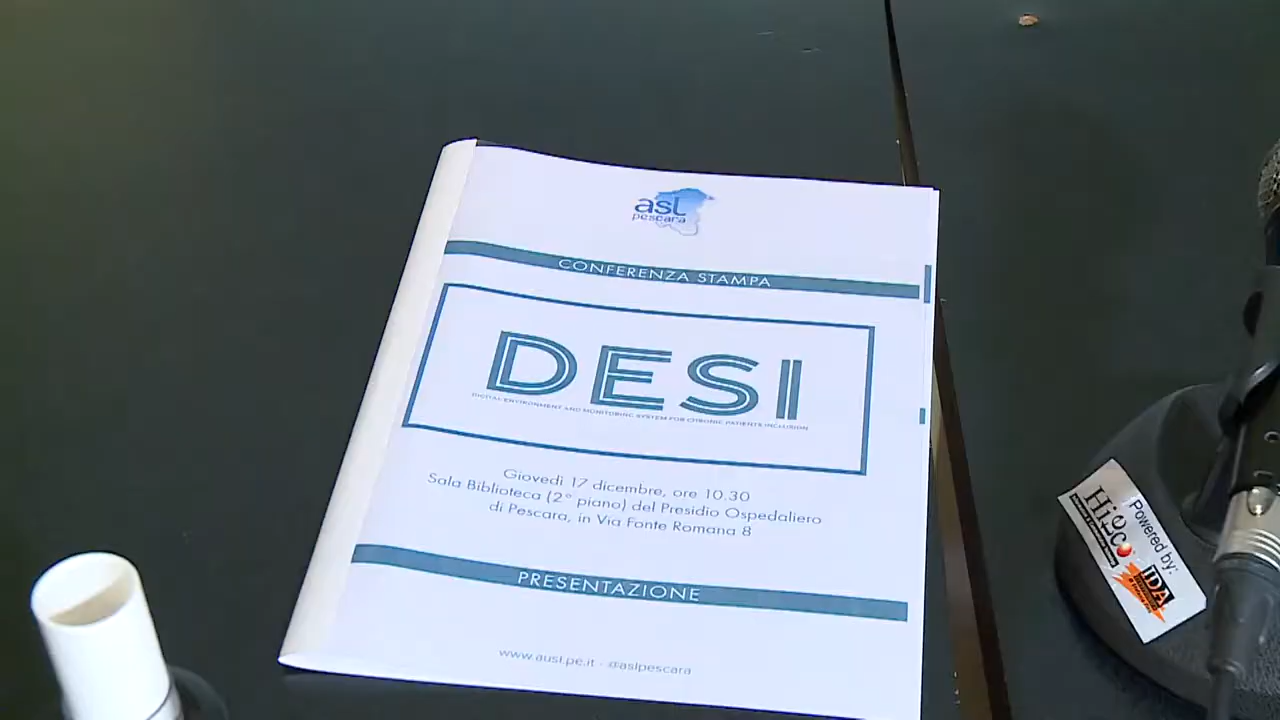 asl
pescara
CONFERENZA STAMPA
DESI
DIGITAL ENVIRONMENT AND MONITORING SYSTEM FOR CHRONIC PATIENTS INCLUSION
Giovedì 17 dicembre, ore 10.30
Sala Biblioteca (2° piano) del Presidio Ospedaliero
di Pescara, in Via Fonte Romana 8
PRESENTAZIONE
www.ausl.pe.it - @aslpescara
Powered by:
IDA